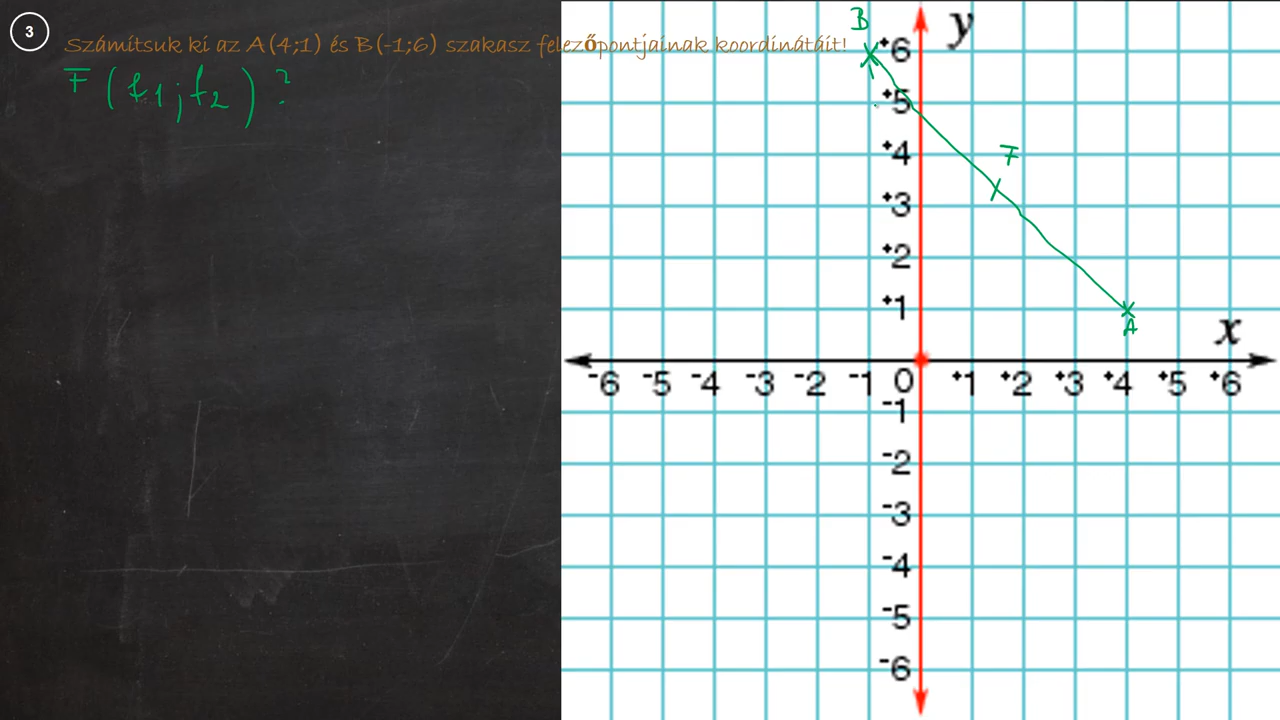 3
Számítsuk ki az A(4;1) és B(-1;6) szakasz felezőpontjainak koordinátáit!
F (f1; f2) ?
B
y
+6
+5
+4
F
+3
+2
+1
A
x
-6 -5 -4 -3 -2 -1 0 +1 +2 +3 +4 +5 +6
-1
-2
-3
-4
-5
-6